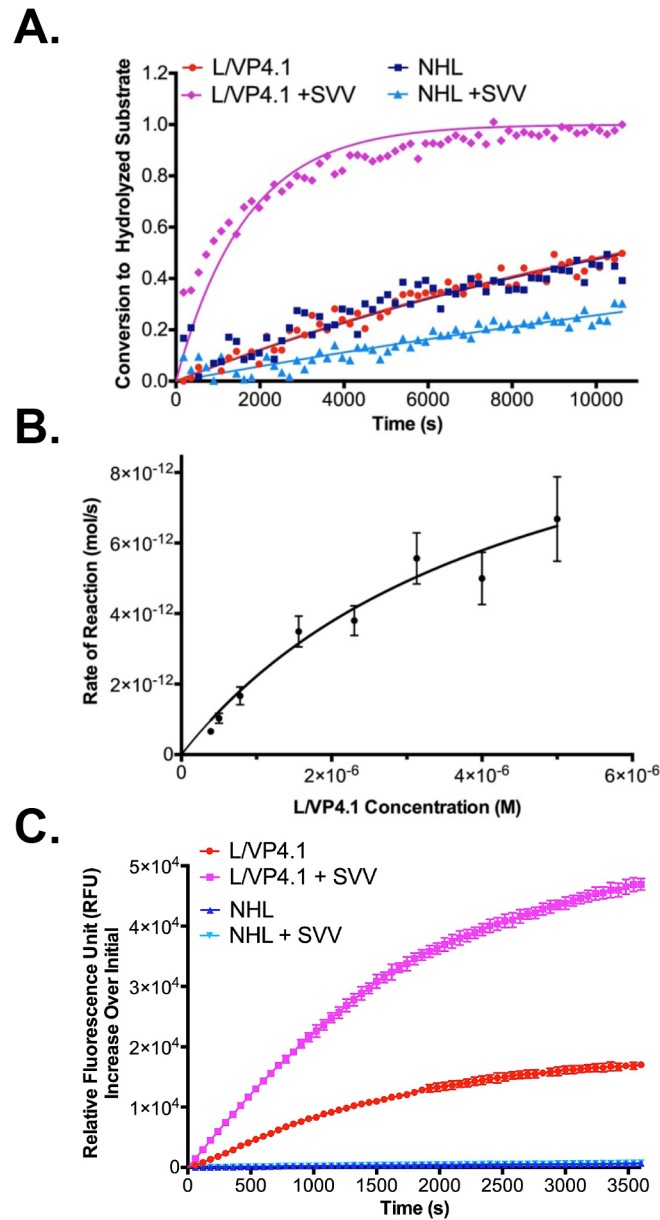 A.
L/VP4.1
NHL
L/VP4.1 +SVV
NHL +SVV
Conversion to Hydrolyzed Substrate
1.2
1.0
0.8
0.6
0.4
0.2
0.0
0 2000 4000 6000 8000 10000
Time (s)
B.
Rate of Reaction (mol/s)
8×10⁻¹²
6×10⁻¹²
4×10⁻¹²
2×10⁻¹²
0
0 2×10⁻⁶ 4×10⁻⁶ 6×10⁻⁶
L/VP4.1 Concentration (M)
C.
L/VP4.1
L/VP4.1 + SVV
NHL
NHL + SVV
Relative Fluorescence Unit (RFU)
Increase Over Initial
5×10⁴
4×10⁴
3×10⁴
2×10⁴
1×10⁴
0
0 500 1000 1500 2000 2500 3000 3500
Time (s)